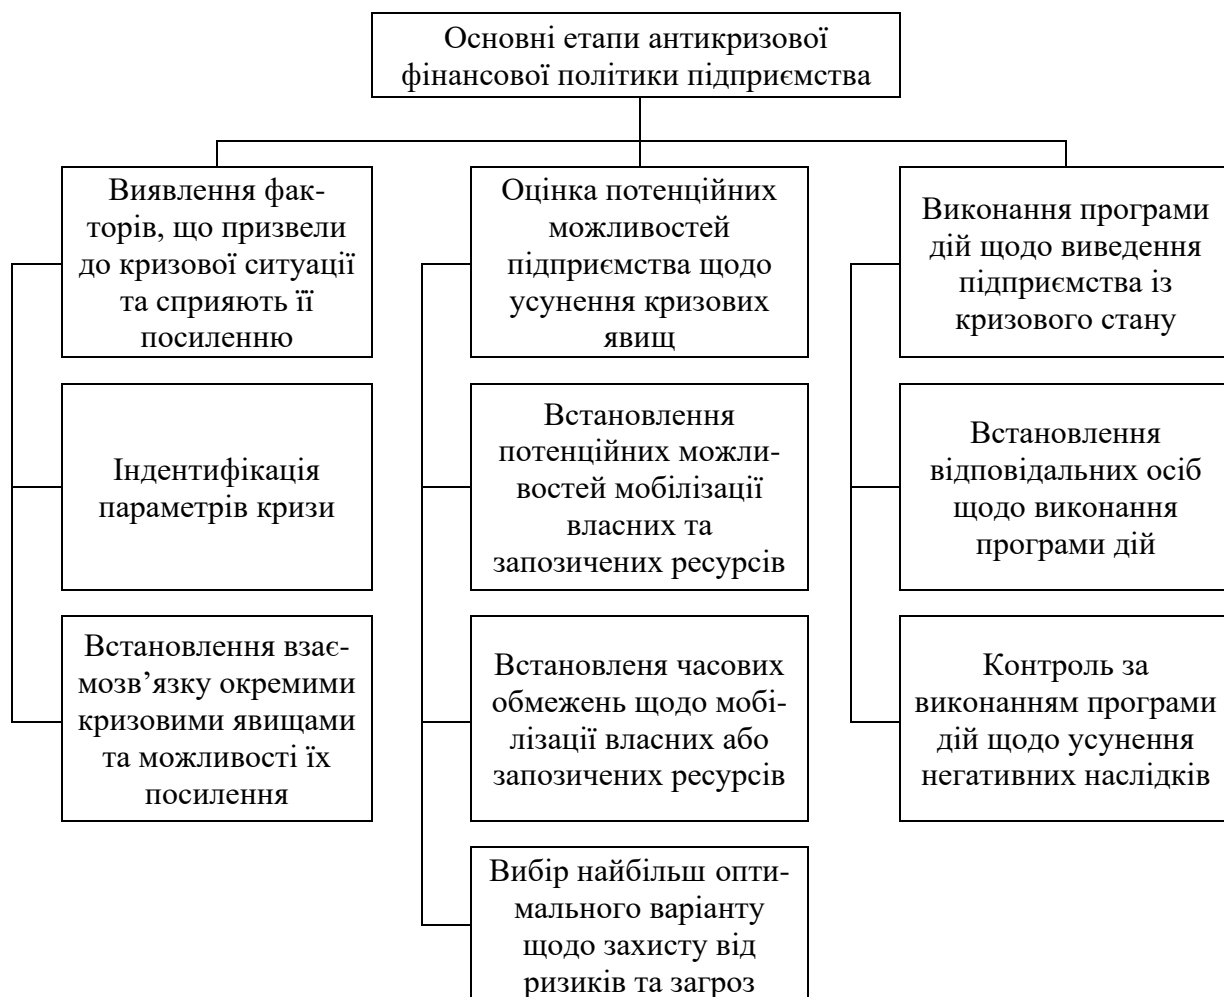 Основні етапи антикризової
фінансової політики підприємства
Виявлення фак-
торів, що призвели
до кризової ситуації
та сприяють її
посиленню
Індентифікація
параметрів кризи
Встановлення взає-
мозв’язку окремими
кризовими явищами
та можливості їх
посилення
Оцінка потенційних
можливостей
підприємства щодо
усунення кризових
явищ
Встановлення
потенційних можли-
востей мобілізації
власних та
запозичених ресурсів
Встановленя часових
обмежень щодо мобі-
лізації власних або
запозичених ресурсів
Вибір найбільш опти-
мального варіанту
щодо захисту від
ризиків та загроз
Виконання програми
дій щодо виведення
підприємства із
кризового стану
Встановлення
відповідальних осіб
щодо виконання
програми дій
Контроль за
виконанням програми
дій щодо усунення
негативних наслідків